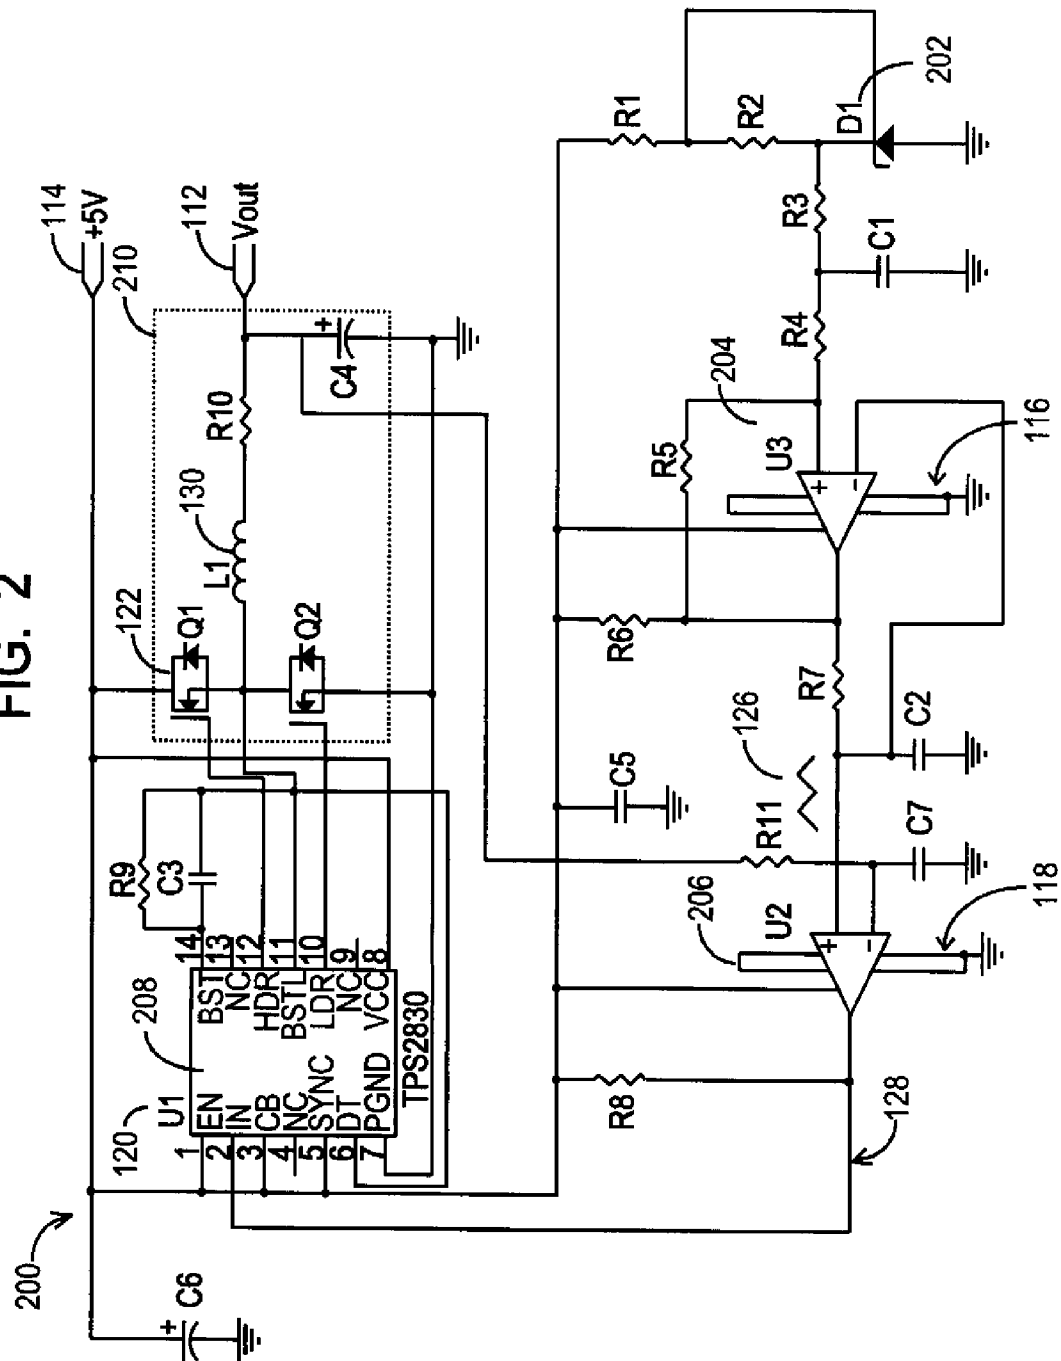 FIG. 2
200
C6
+
114
+5V
210
112
Vout
122
Q1
Q2
L1
130
R10
C4
+
R9
C3
120
U1
208
1 EN
2 IN
3 CB
4 NC
5 SYNC
6 DT
7 PGND
14 BST
13 NC
12 HDR
11 BSTL
10 LDR
9 NC
8 VCC
TPS2830
R8
128
C5
R11
126
206
U2
+
−
118
C7
C2
R7
R6
R5
204
U3
+
−
116
R4
C1
R3
R1
R2
D1
202